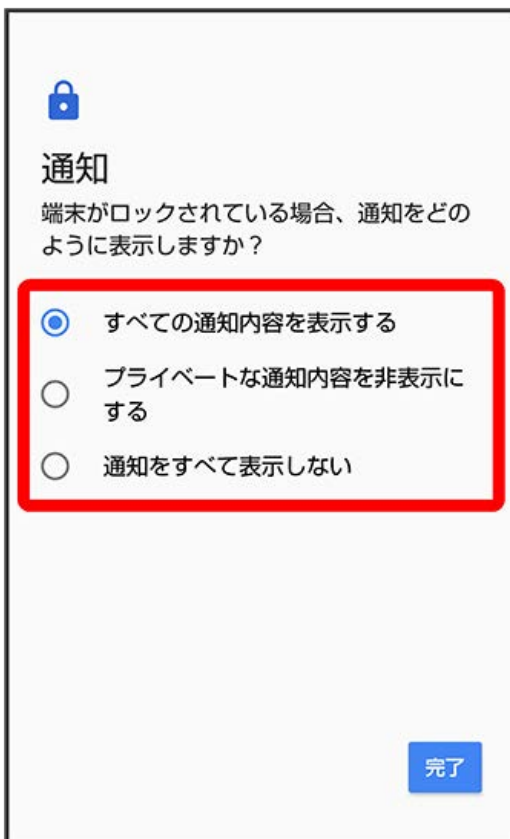 通知
端末がロックされている場合、通知をどの
ように表示しますか？
すべての通知内容を表示する
プライベートな通知内容を非表示に
する
通知をすべて表示しない
完了